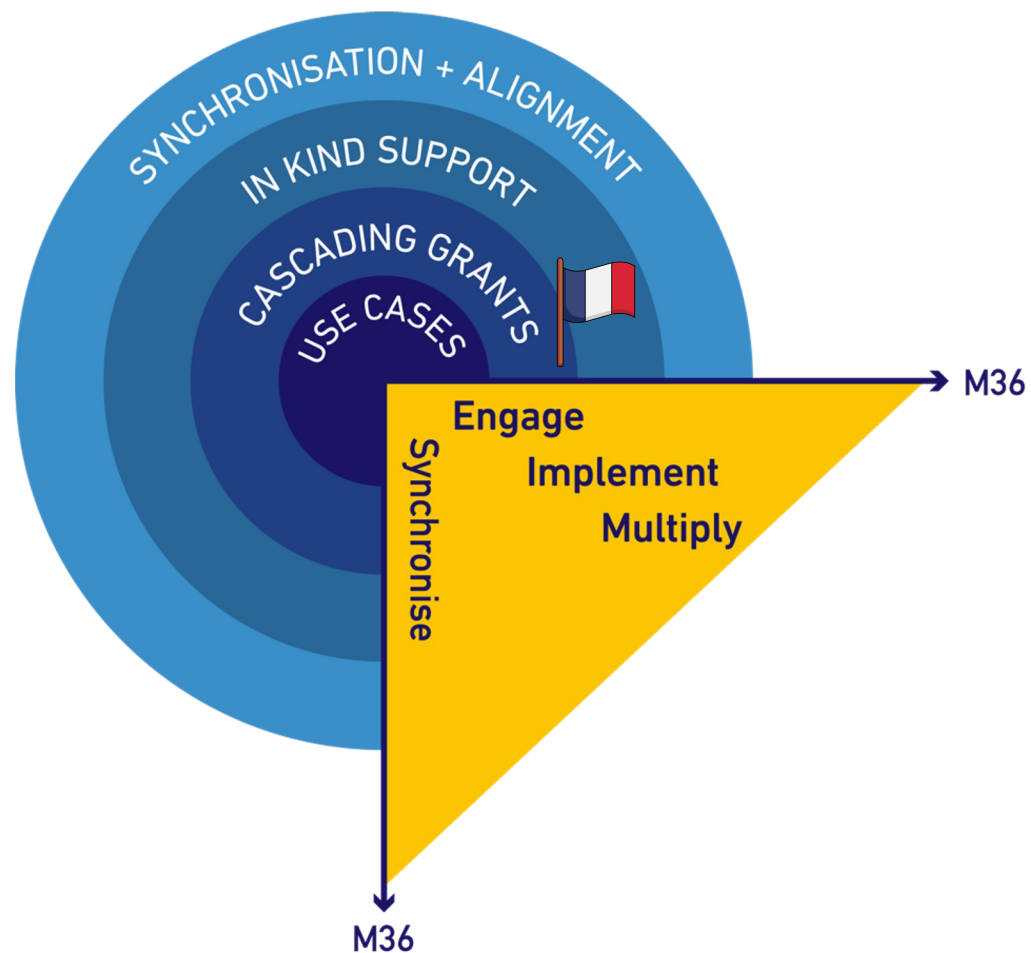 SYNCHRONISATION + ALIGNMENT
IN KIND SUPPORT
CASCADING GRANTS
USE CASES
M36
Engage
Synchronise
Implement
Multiply
M36